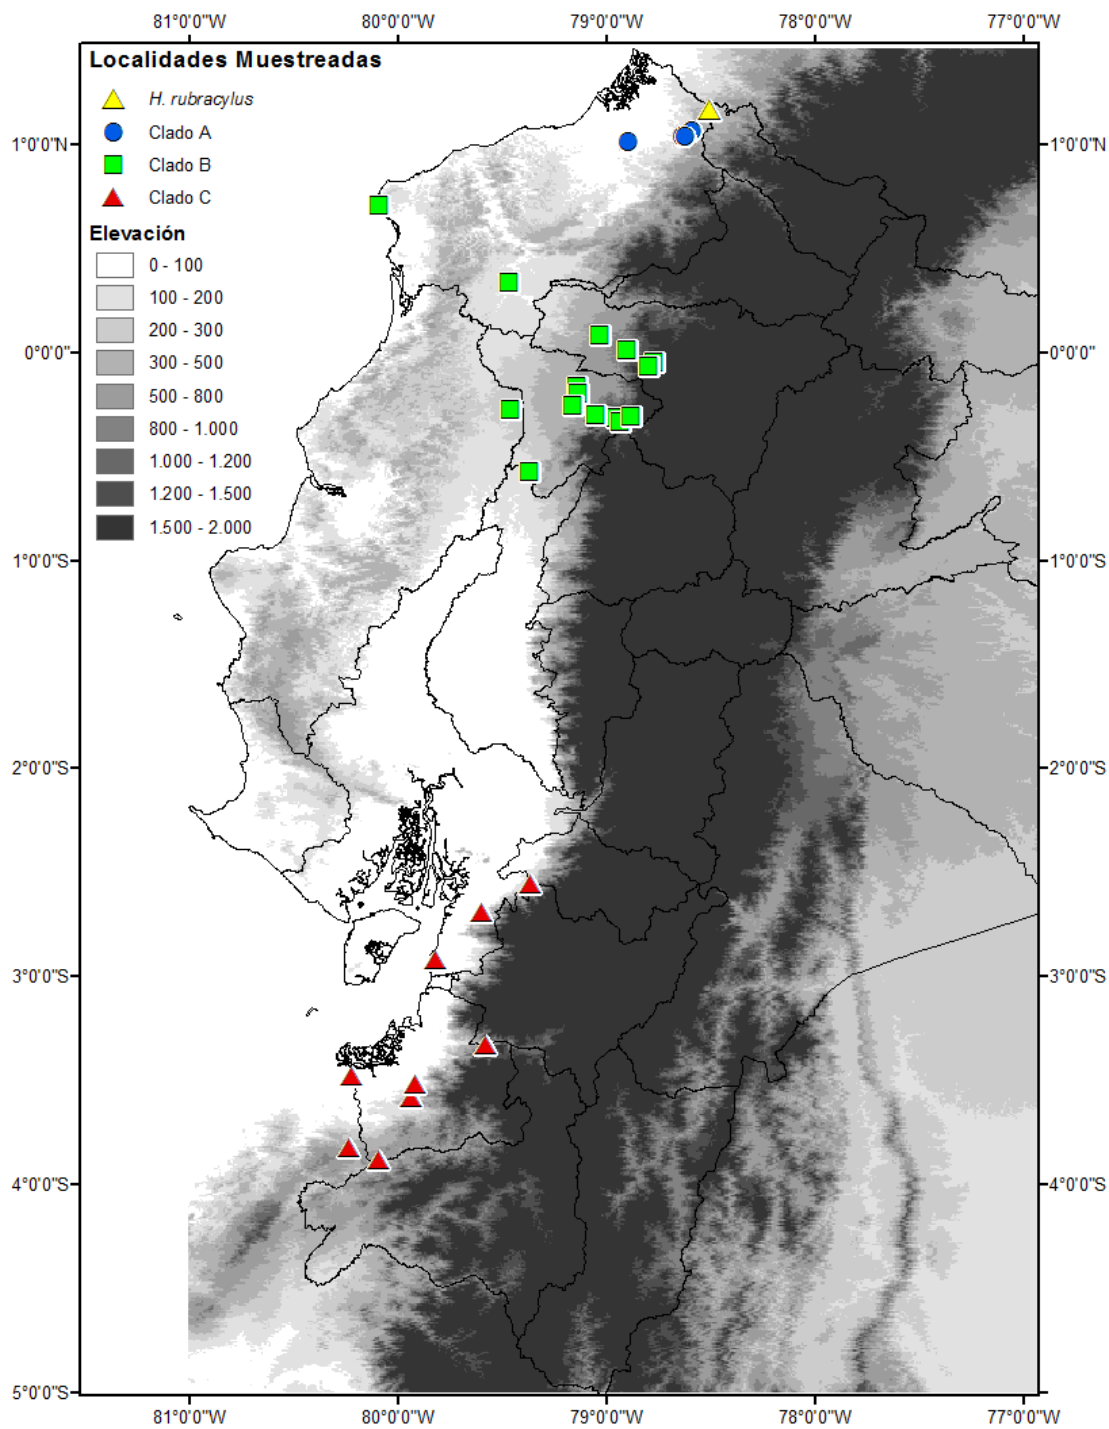 81°0'0"W 80°0'0"W 79°0'0"W 78°0'0"W 77°0'0"W
Localidades Muestreadas
H. rubracylus
Clado A
Clado B
Clado C
Elevación
0 - 100
100 - 200
200 - 300
300 - 500
500 - 800
800 - 1.000
1.000 - 1.200
1.200 - 1.500
1.500 - 2.000
1°0'0"N 1°0'0"N
0°0'0" 0°0'0"
1°0'0"S 1°0'0"S
2°0'0"S 2°0'0"S
3°0'0"S 3°0'0"S
4°0'0"S 4°0'0"S
5°0'0"S
81°0'0"W 80°0'0"W 79°0'0"W 78°0'0"W 77°0'0"W